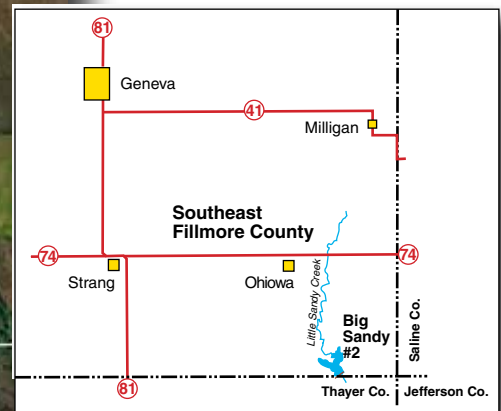 81
Geneva
41
Milligan
Southeast
Fillmore County
74
74
Strang
Ohiowa
Little Sandy Creek
Big
Sandy
#2
Saline Co.
81
Thayer Co.
Jefferson Co.